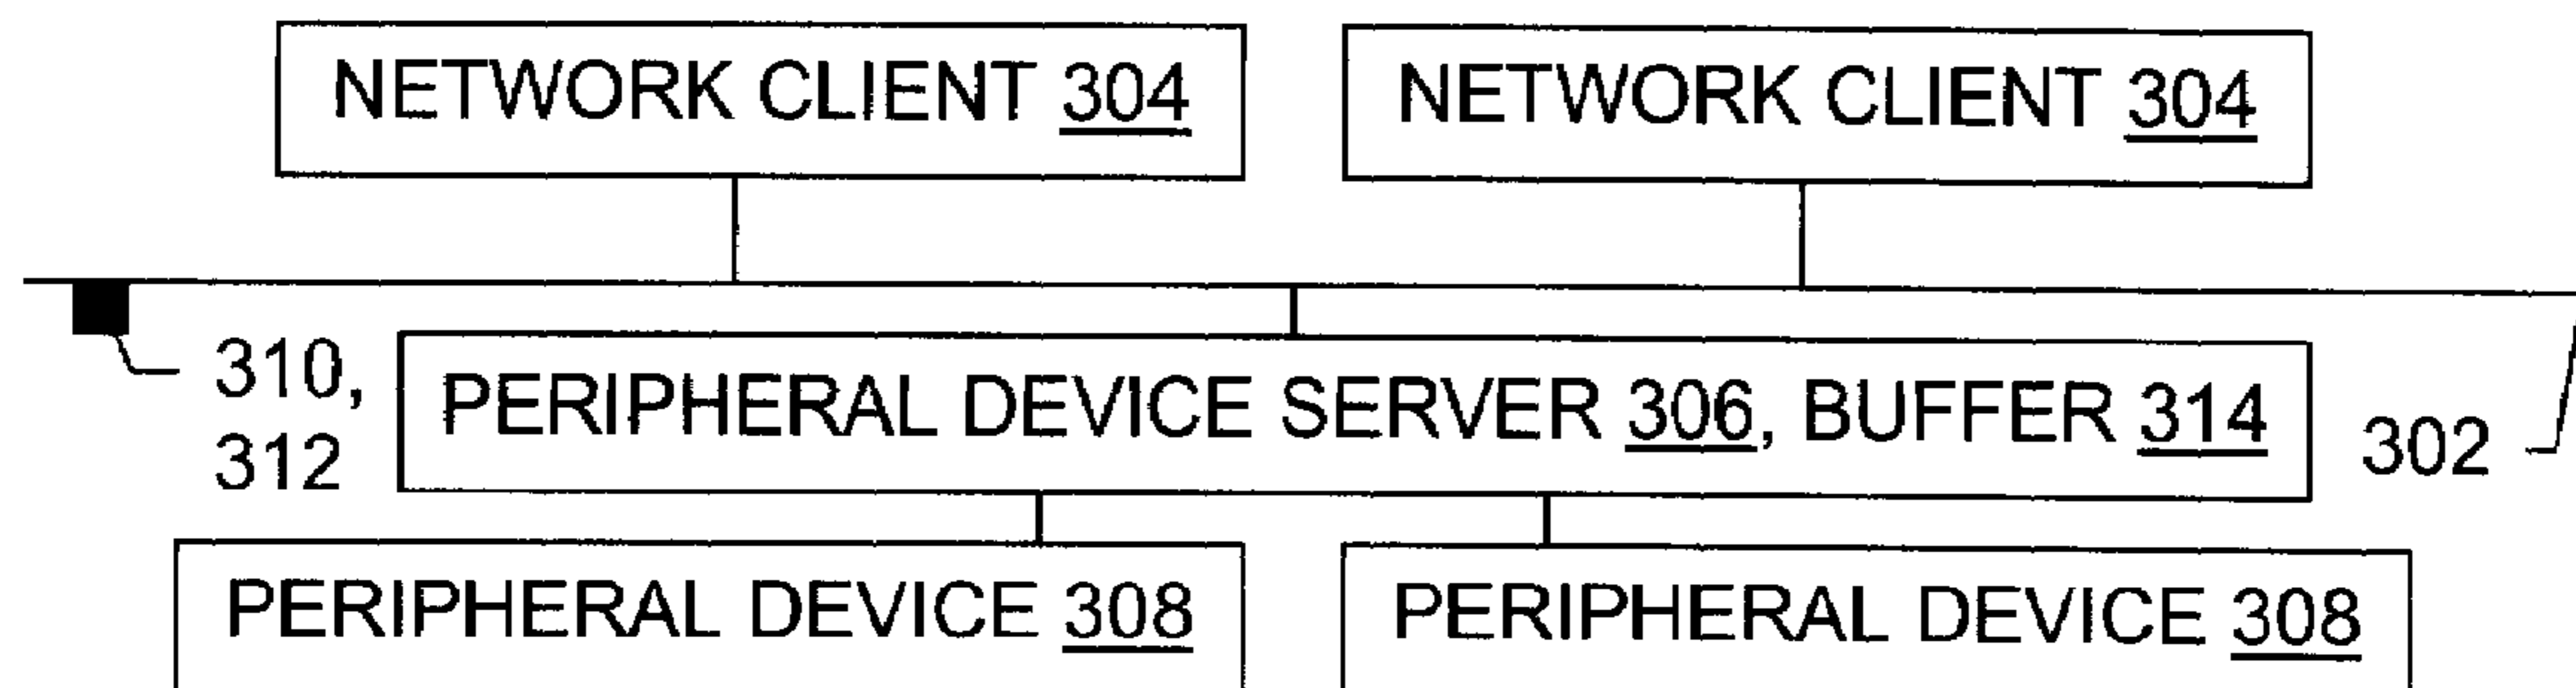 NETWORK CLIENT 304
NETWORK CLIENT 304
310,
312
PERIPHERAL DEVICE SERVER 306, BUFFER 314
302
PERIPHERAL DEVICE 308
PERIPHERAL DEVICE 308